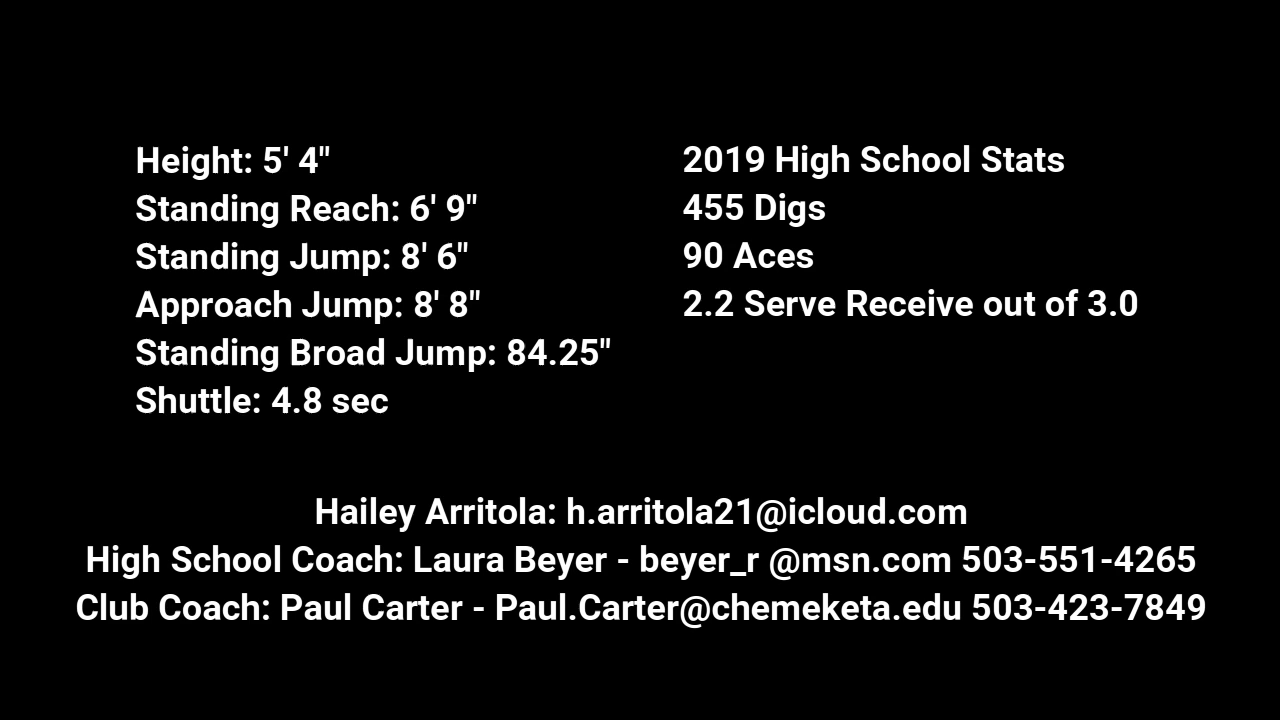 Height: 5' 4"
Standing Reach: 6' 9"
Standing Jump: 8' 6"
Approach Jump: 8' 8"
Standing Broad Jump: 84.25"
Shuttle: 4.8 sec
2019 High School Stats
455 Digs
90 Aces
2.2 Serve Receive out of 3.0
Hailey Arritola: h.arritola21@icloud.com
High School Coach: Laura Beyer - beyer_r @msn.com 503-551-4265
Club Coach: Paul Carter - Paul.Carter@chemeketa.edu 503-423-7849